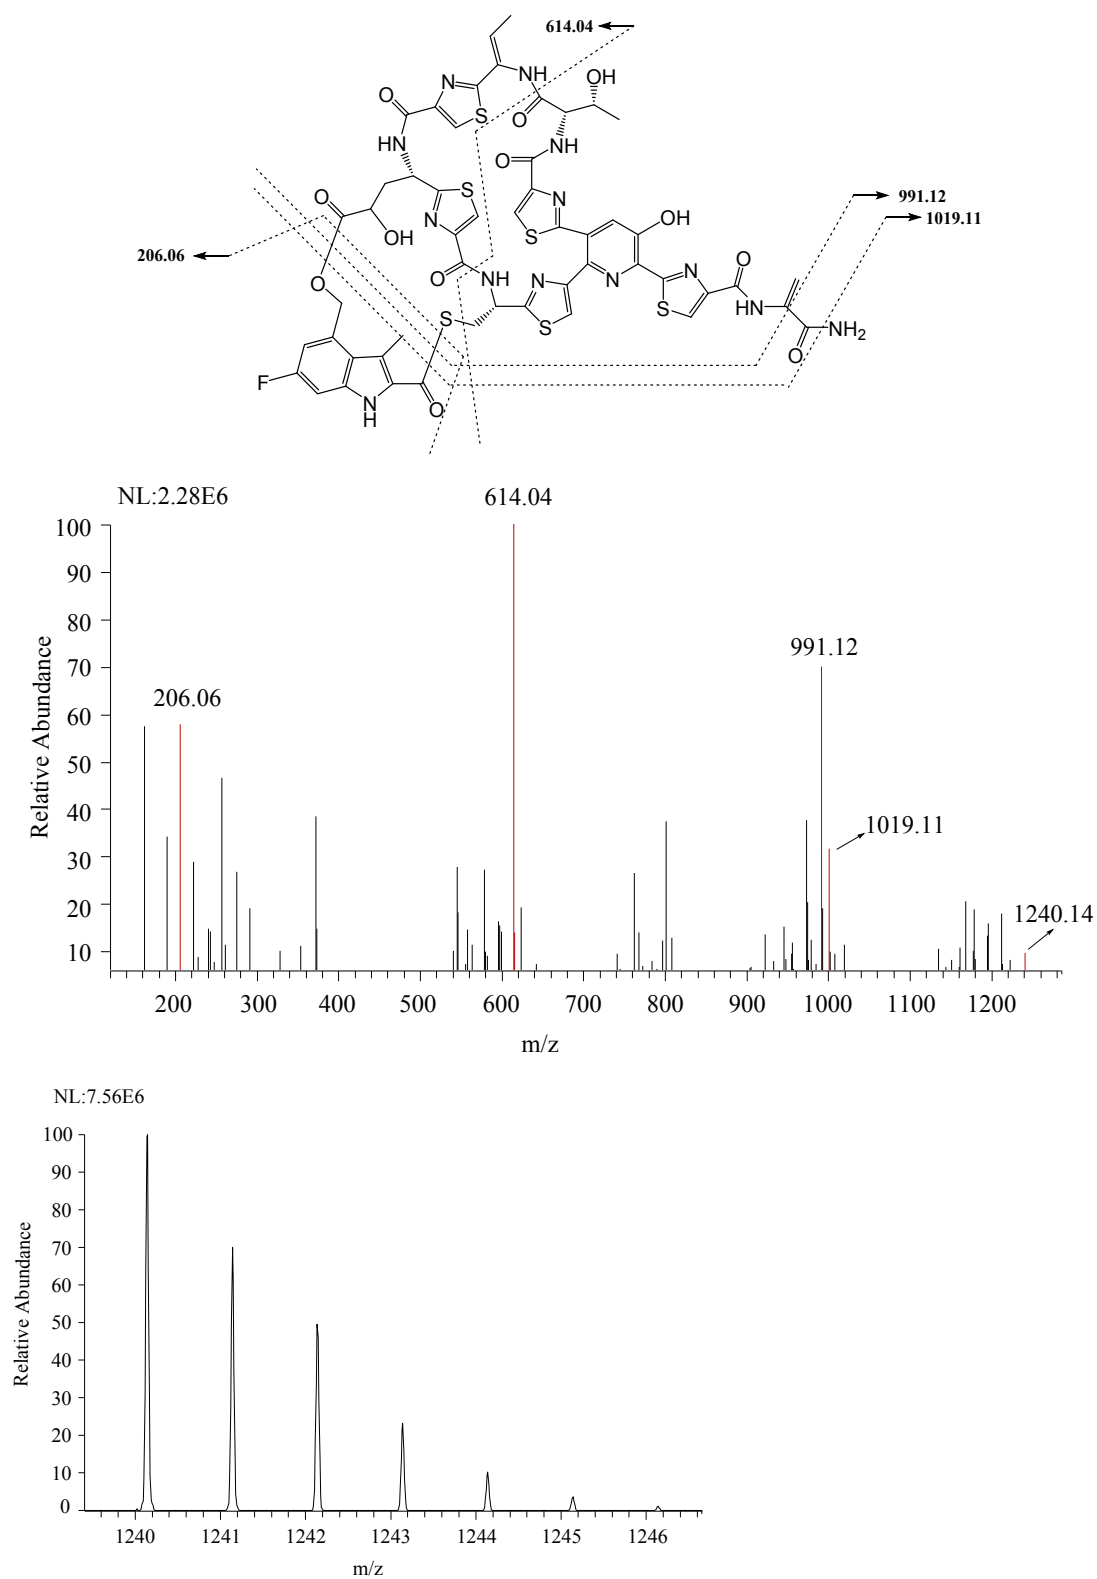 614.04
N
NH
OH
O
S
O
HN
NH
O
O
S
N
N
OH
991.12
1019.11
206.06
OH
S
O
NH
N
N
N
O
O
S
S
S
NH
NH2
O
F
N
H
O
NL:2.28E6
614.04
100
90
80
70
60
50
40
30
20
10
Relative Abundance
206.06
991.12
1019.11
1240.14
200 300 400 500 600 700 800 900 1000 1100 1200
m/z
NL:7.56E6
100
90
80
70
60
50
40
30
20
10
0
Relative Abundance
1240 1241 1242 1243 1244 1245 1246
m/z